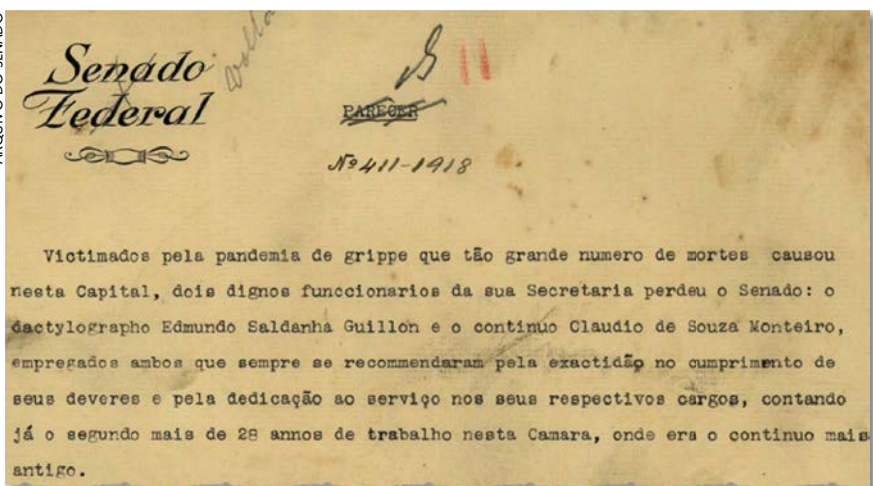 ARQUIVO DO SENADO
Senado
Federal
PARECER
Nº 411-1918
Victimados pela pandemia de grippe que tão grande numero de mortes causou
nesta Capital, dois dignos funccionarios da sua Secretaria perdeu o Senado: o
dactylographo Edmundo Saldanha Guillon e o continuo Claudio de Souza Monteiro,
empregados ambos que sempre se recommendaram pela exactidão no cumprimento de
seus deveres e pela dedicação ao serviço nos seus respectivos cargos, contando
já o segundo mais de 28 annos de trabalho nesta Camara, onde era o continuo mais
antigo.